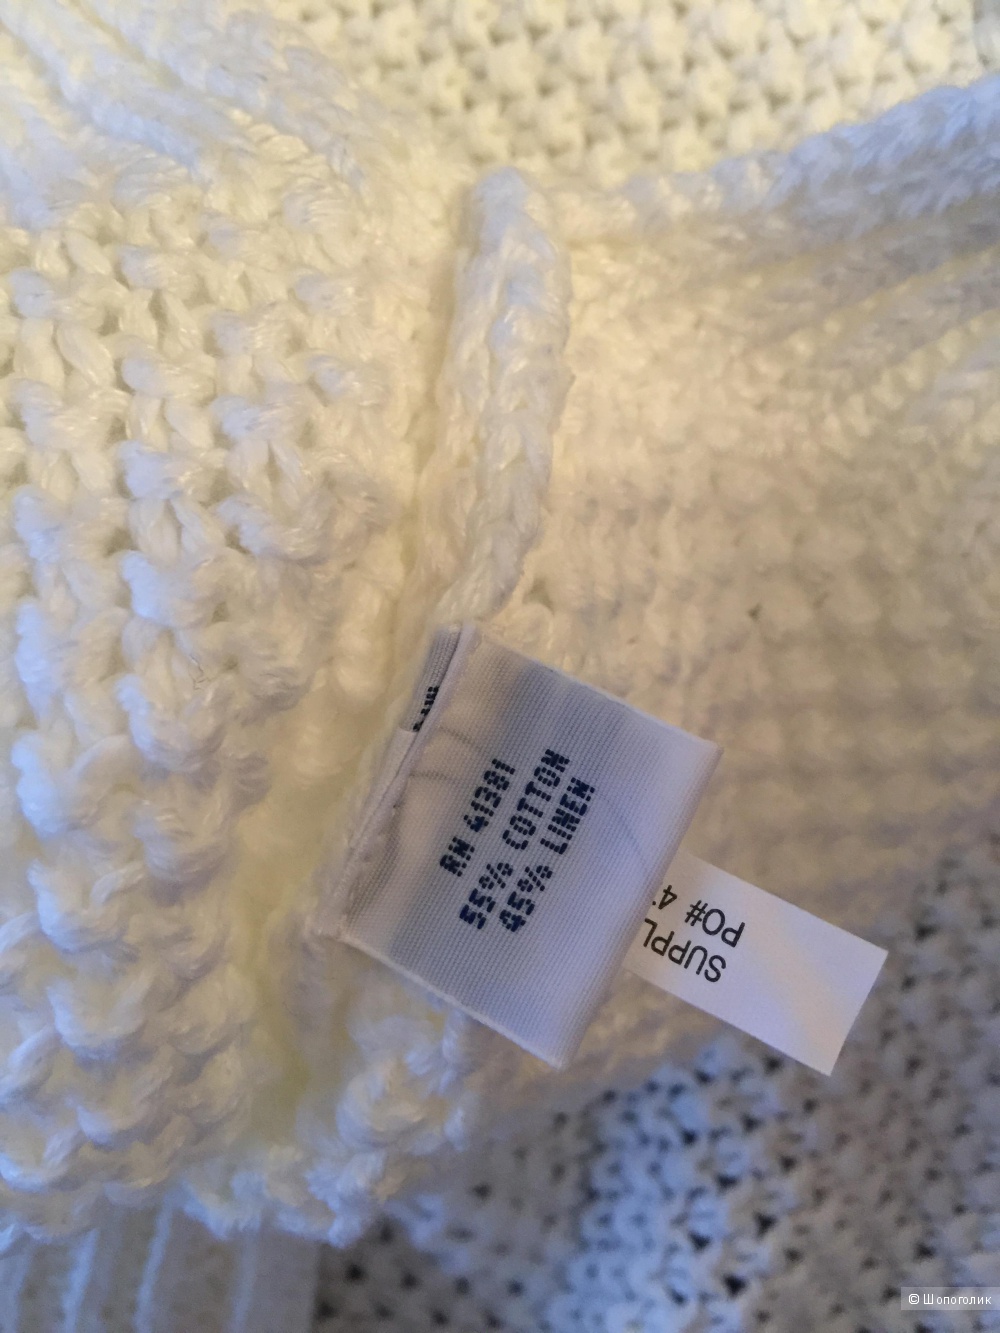 RN 41381
55% COTTON
45% LINEN
SUPPL
PO# 4
© Шопоголик